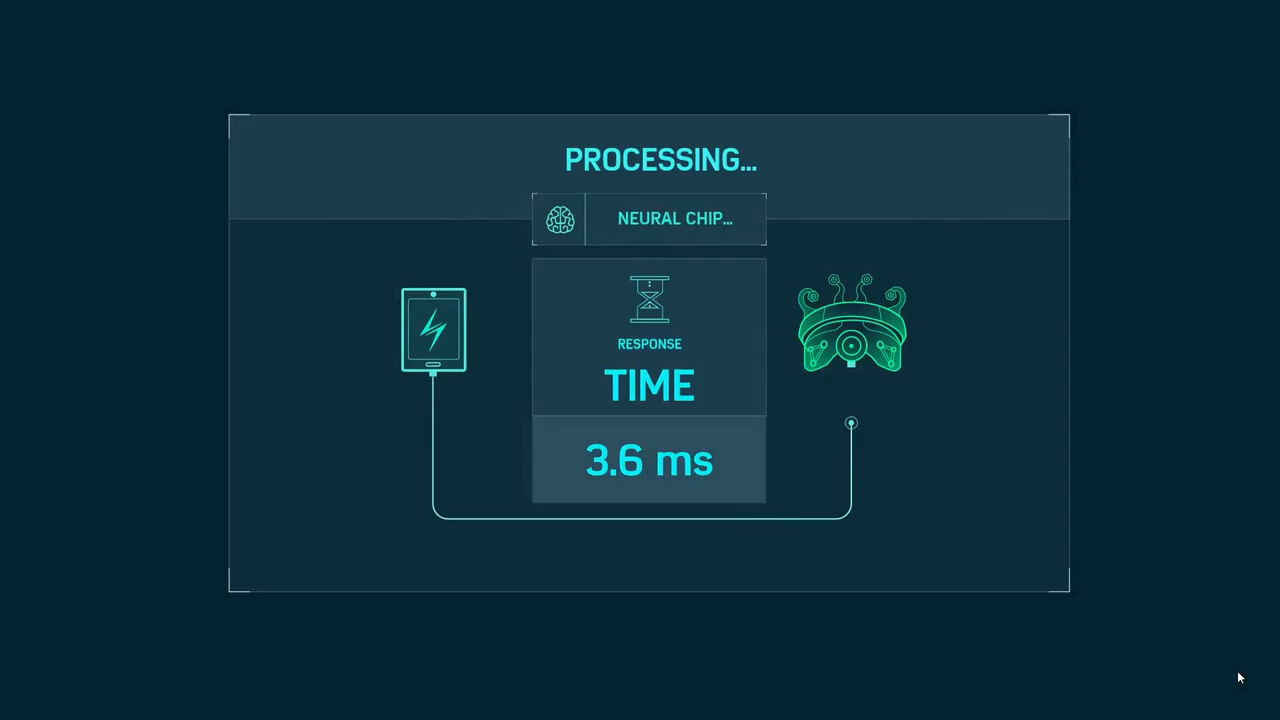 PROCESSING...
NEURAL CHIP...
RESPONSE
TIME
3.6 ms